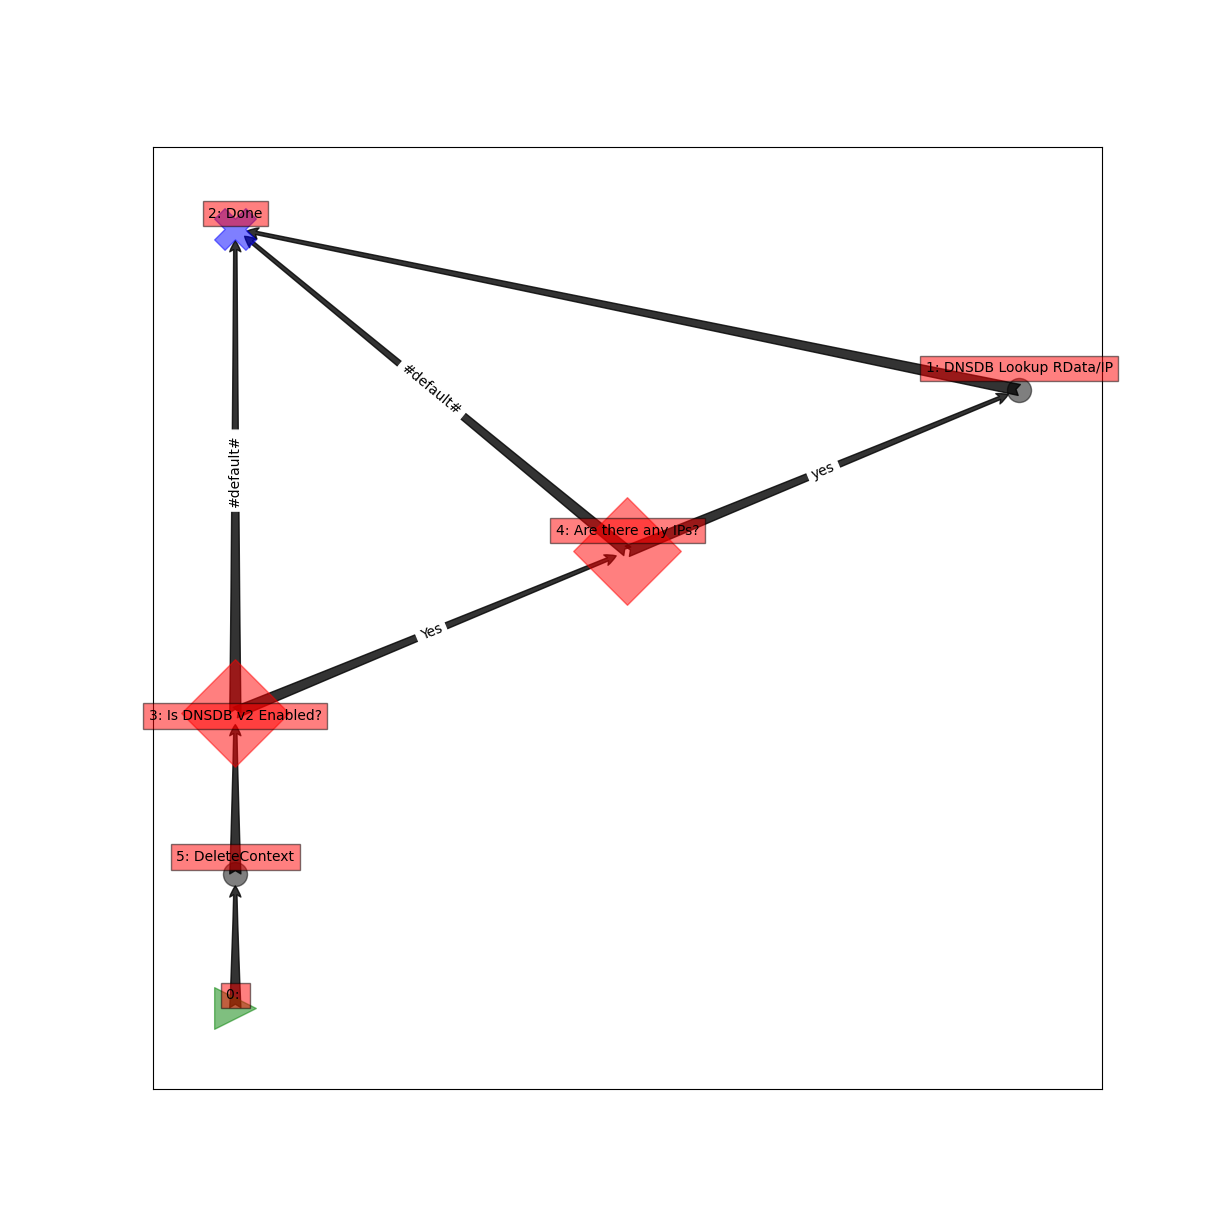 2: Done
1: DNSDB Lookup RData/IP
#default#
#default#
yes
4: Are there any IPs?
Yes
3: Is DNSDB v2 Enabled?
5: DeleteContext
0: